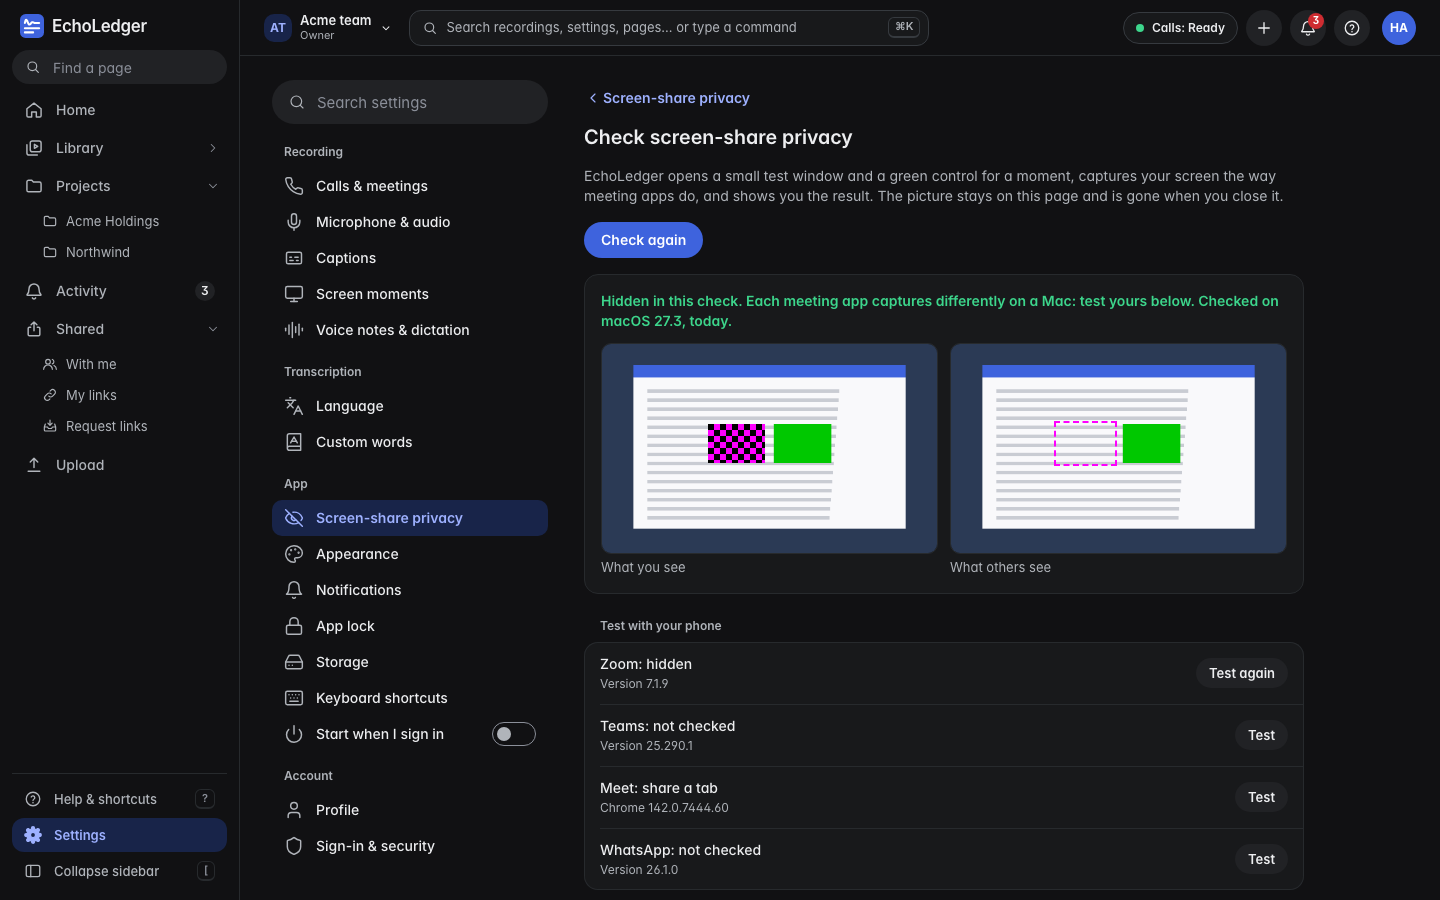 EchoLedger
Find a page
Home
Library
Projects
Acme Holdings
Northwind
Activity
3
Shared
With me
My links
Request links
Upload
Help & shortcuts
?
Settings
Collapse sidebar
[
AT
Acme team
Owner
Search recordings, settings, pages... or type a command
⌘K
Calls: Ready
3
HA
Search settings
Recording
Calls & meetings
Microphone & audio
Captions
Screen moments
Voice notes & dictation
Transcription
Language
Custom words
App
Screen-share privacy
Appearance
Notifications
App lock
Storage
Keyboard shortcuts
Start when I sign in
Account
Profile
Sign-in & security
Screen-share privacy
Check screen-share privacy
EchoLedger opens a small test window and a green control for a moment, captures your screen the way
meeting apps do, and shows you the result. The picture stays on this page and is gone when you close it.
Check again
Hidden in this check. Each meeting app captures differently on a Mac: test yours below. Checked on
macOS 27.3, today.
What you see
What others see
Test with your phone
Zoom: hidden
Version 7.1.9
Test again
Teams: not checked
Version 25.290.1
Test
Meet: share a tab
Chrome 142.0.7444.60
Test
WhatsApp: not checked
Version 26.1.0
Test